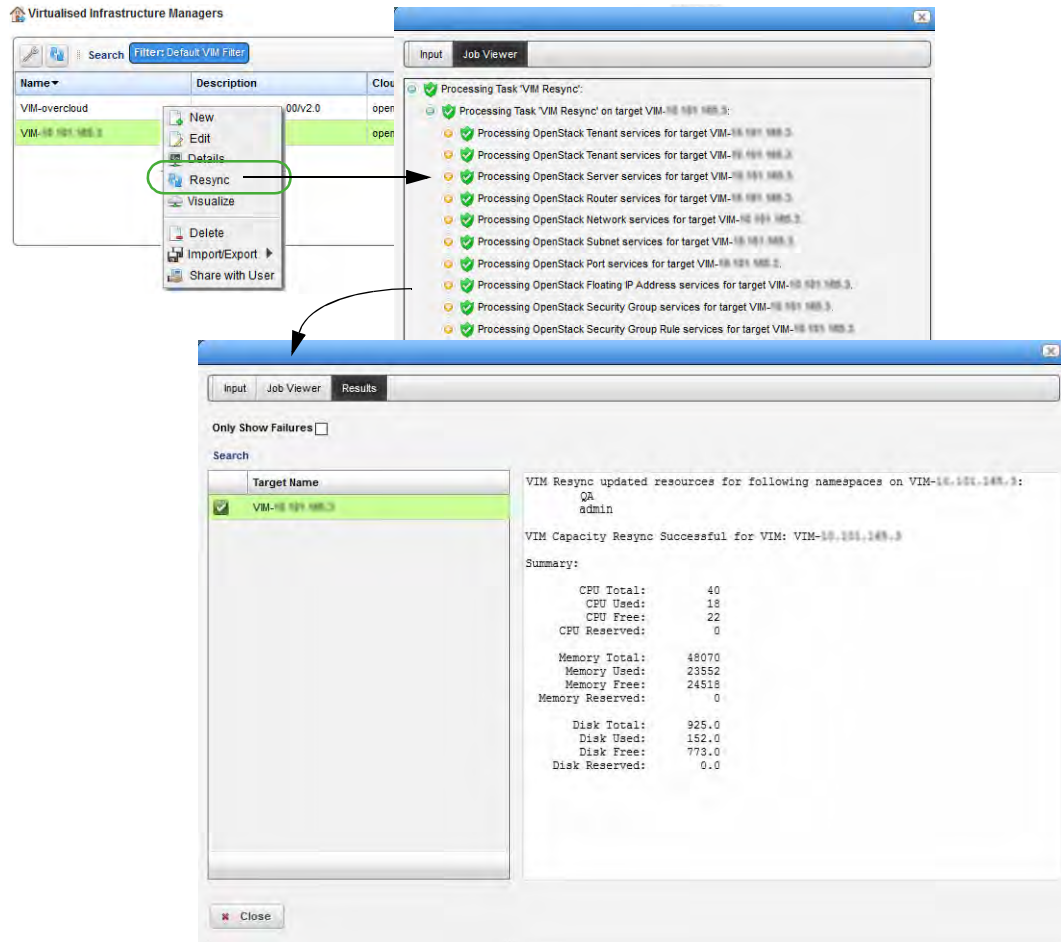 Virtualised Infrastructure Managers
Search Filter: Default VIM Filter
Name Description Clou
VIM-overcloud 00/v2.0 open
VIM- open
New
Edit
Details
Resync
Visualize
Delete
Import/Export
Share with User
Input Job Viewer
Processing Task 'VIM Resync':
Processing Task 'VIM Resync' on target VIM-
Processing OpenStack Tenant services for target VIM-
Processing OpenStack Tenant services for target VIM-
Processing OpenStack Server services for target VIM-
Processing OpenStack Router services for target VIM-
Processing OpenStack Network services for target VIM-
Processing OpenStack Subnet services for target VIM-
Processing OpenStack Port services for target VIM-
Processing OpenStack Floating IP Address services for target VIM-
Processing OpenStack Security Group services for target VIM-
Processing OpenStack Security Group Rule services for target VIM-
Input Job Viewer Results
Only Show Failures
Search
Target Name
VIM-
VIM Resync updated resources for following namespaces on VIM-
QA
admin
VIM Capacity Resync Successful for VIM: VIM-
Summary:
CPU Total: 40
CPU Used: 18
CPU Free: 22
CPU Reserved: 0
Memory Total: 48070
Memory Used: 23552
Memory Free: 24518
Memory Reserved: 0
Disk Total: 925.0
Disk Used: 152.0
Disk Free: 773.0
Disk Reserved: 0.0
Close